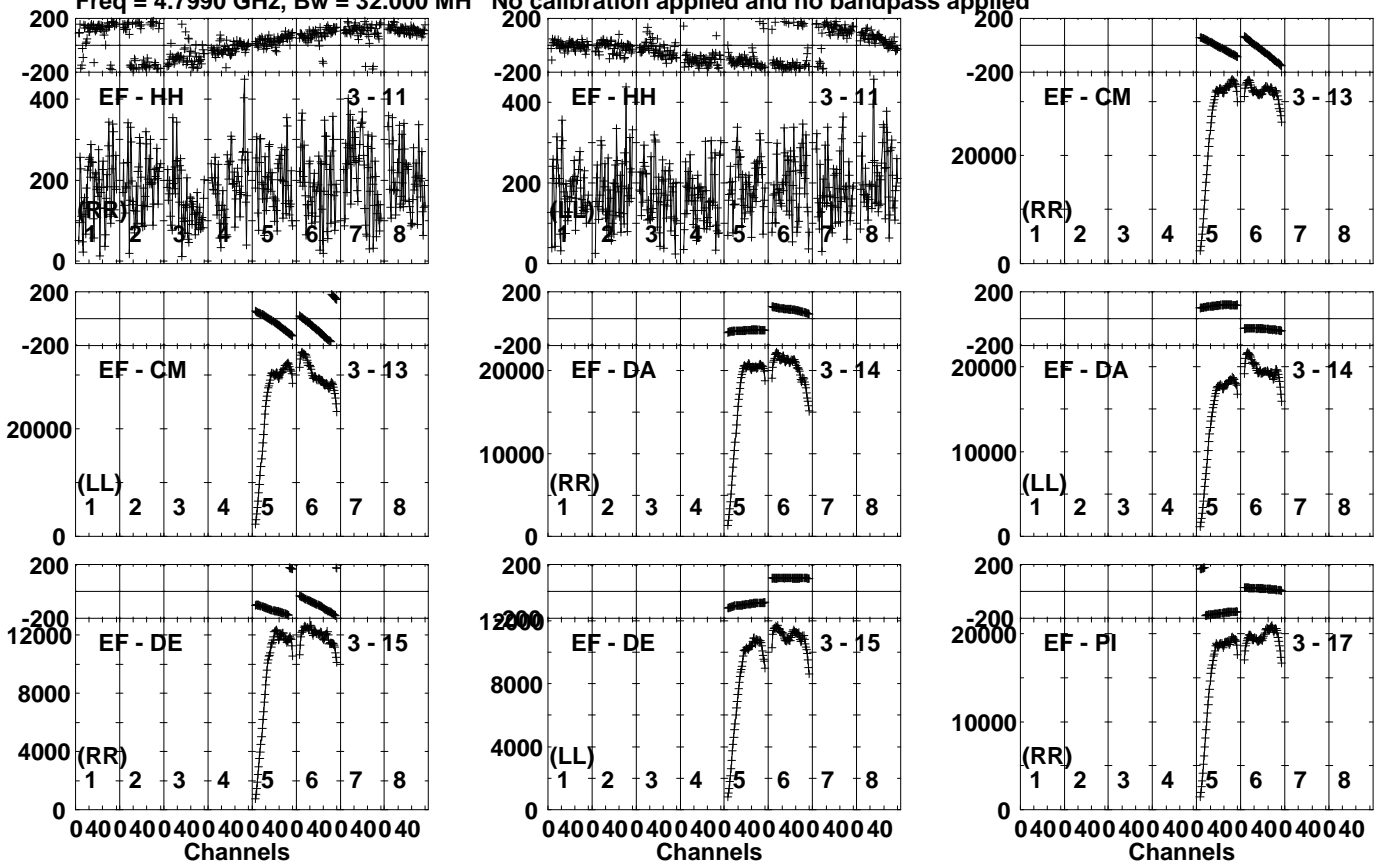 Freq = 4.7990 GHz, Bw = 32.000 MH No calibration applied and no bandpass applied
200
-200
EF - HH 3 - 11
400
200
0
(RR)
1 2 3 4 5 6 7 8
200
-200
EF - HH 3 - 11
400
200
0
(LL)
1 2 3 4 5 6 7 8
200
-200
EF - CM 3 - 13
20000
0
(RR)
1 2 3 4 5 6 7 8
200
-200
EF - CM 3 - 13
20000
0
(LL)
1 2 3 4 5 6 7 8
200
-200
EF - DA 3 - 14
20000
10000
0
(RR)
1 2 3 4 5 6 7 8
200
-200
EF - DA 3 - 14
20000
10000
0
(LL)
1 2 3 4 5 6 7 8
200
-200
EF - DE 3 - 15
12000
8000
4000
0
(RR)
1 2 3 4 5 6 7 8
0 40 0 40 0 40 0 40 0 40 0 40 0 40 0 40
Channels
200
-200
EF - DE 3 - 15
12000
8000
4000
0
(LL)
1 2 3 4 5 6 7 8
0 40 0 40 0 40 0 40 0 40 0 40 0 40 0 40
Channels
200
-200
EF - PI 3 - 17
20000
10000
0
(RR)
1 2 3 4 5 6 7 8
0 40 0 40 0 40 0 40 0 40 0 40 0 40 0 40
Channels